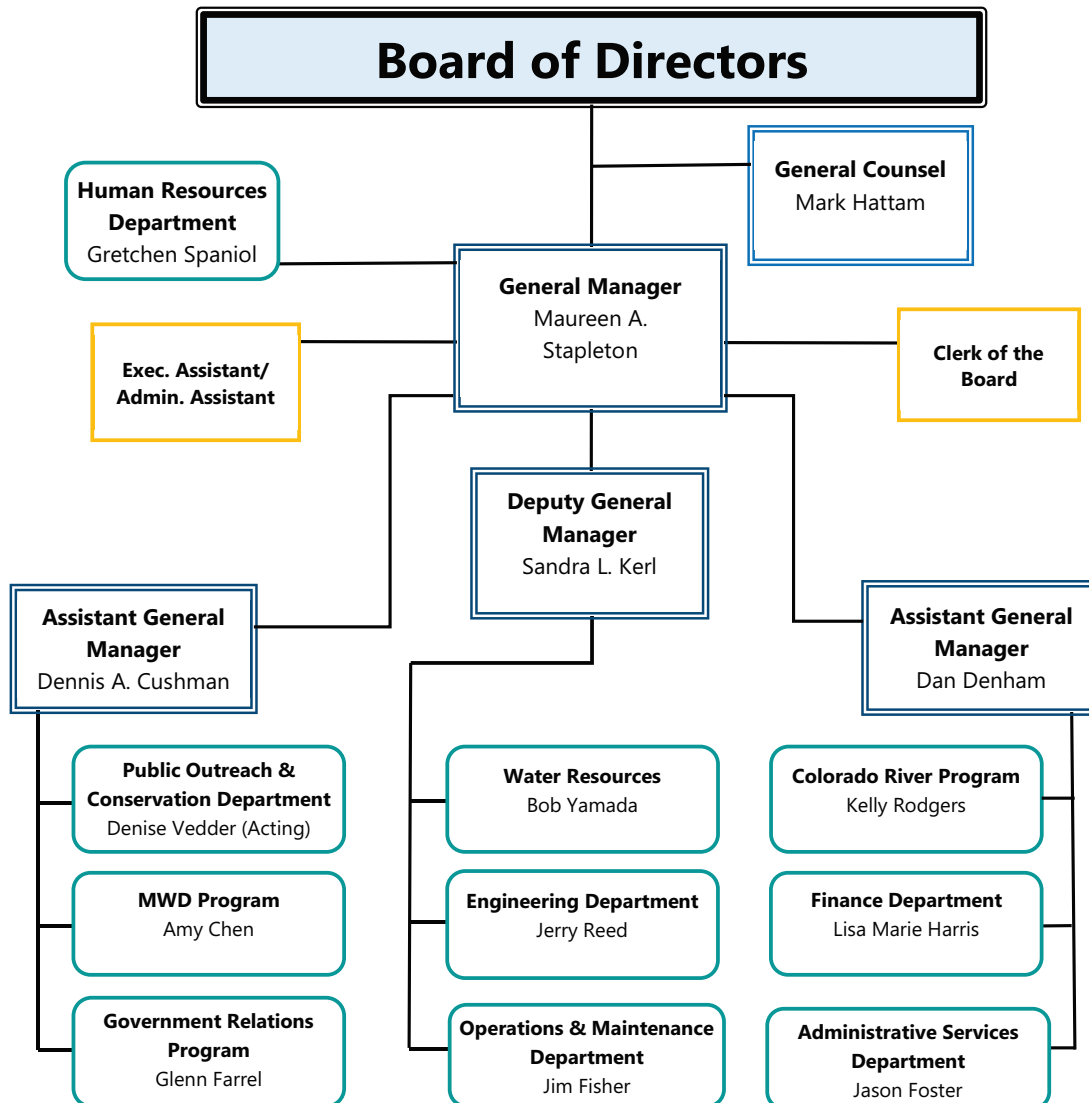 Board of Directors
General Counsel
Mark Hattam
Human Resources
Department
Gretchen Spaniol
General Manager
Maureen A.
Stapleton
Exec. Assistant/
Admin. Assistant
Clerk of the
Board
Deputy General
Manager
Sandra L. Kerl
Assistant General
Manager
Dennis A. Cushman
Assistant General
Manager
Dan Denham
Public Outreach &
Conservation Department
Denise Vedder (Acting)
Water Resources
Bob Yamada
Colorado River Program
Kelly Rodgers
MWD Program
Amy Chen
Engineering Department
Jerry Reed
Finance Department
Lisa Marie Harris
Government Relations
Program
Glenn Farrel
Operations & Maintenance
Department
Jim Fisher
Administrative Services
Department
Jason Foster